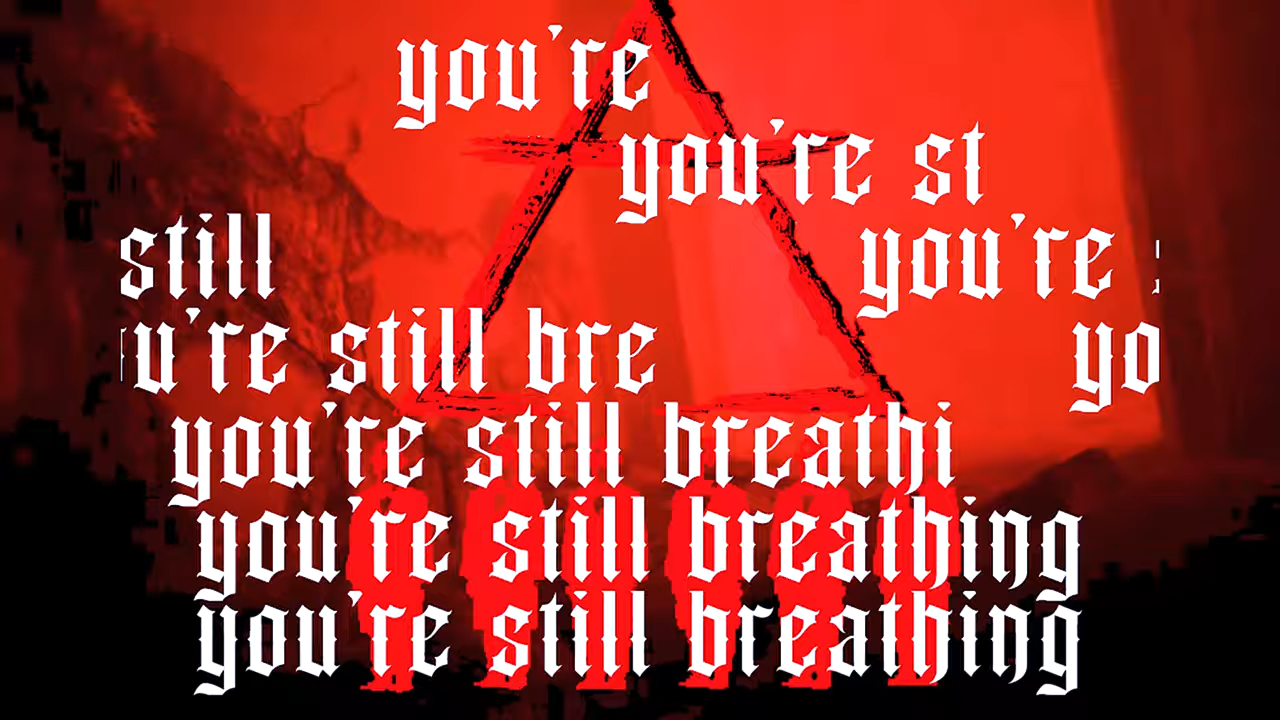 you're
you're st
still you're
u're still bre yo
you're still breathi
you're still breathing
you're still breathing